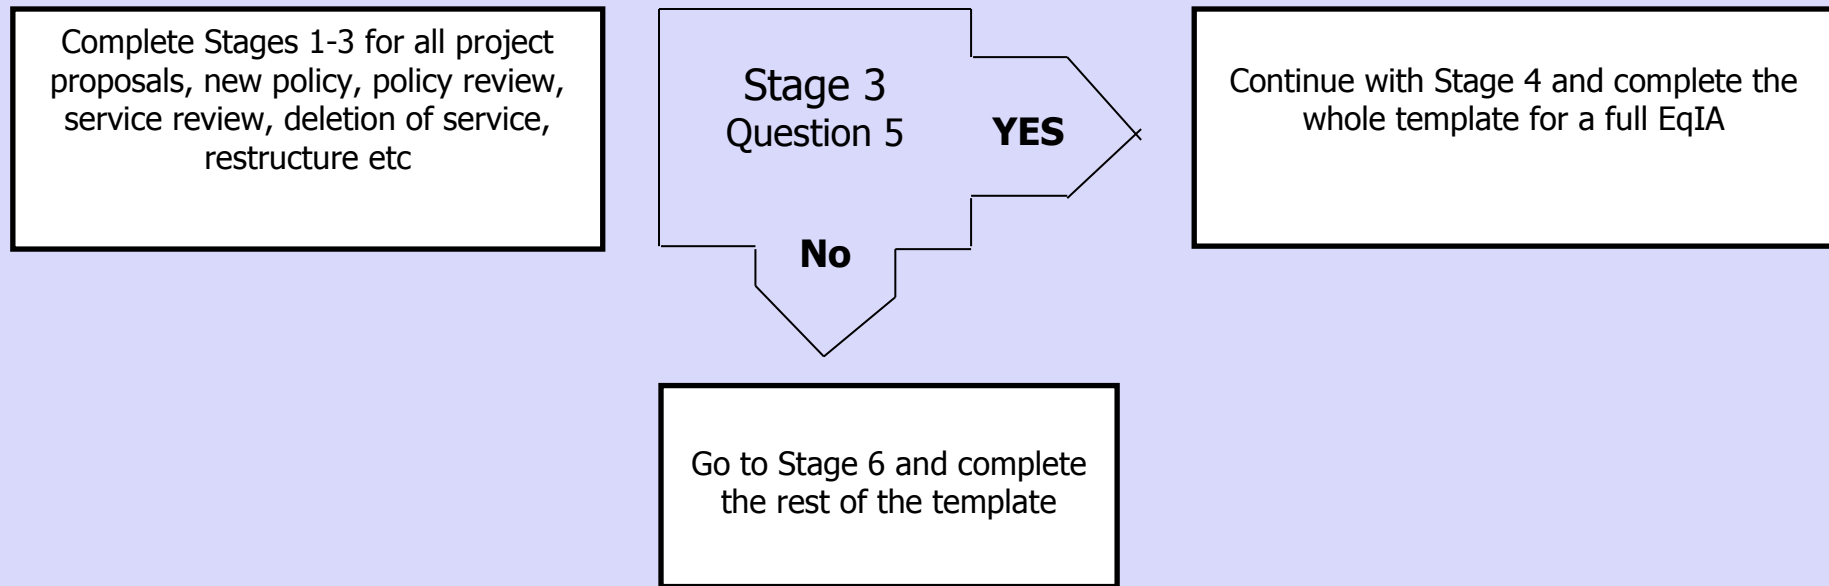 Complete Stages 1-3 for all project
proposals, new policy, policy review,
service review, deletion of service,
restructure etc
Stage 3
Question 5
YES
No
Continue with Stage 4 and complete the
whole template for a full EqIA
Go to Stage 6 and complete
the rest of the template